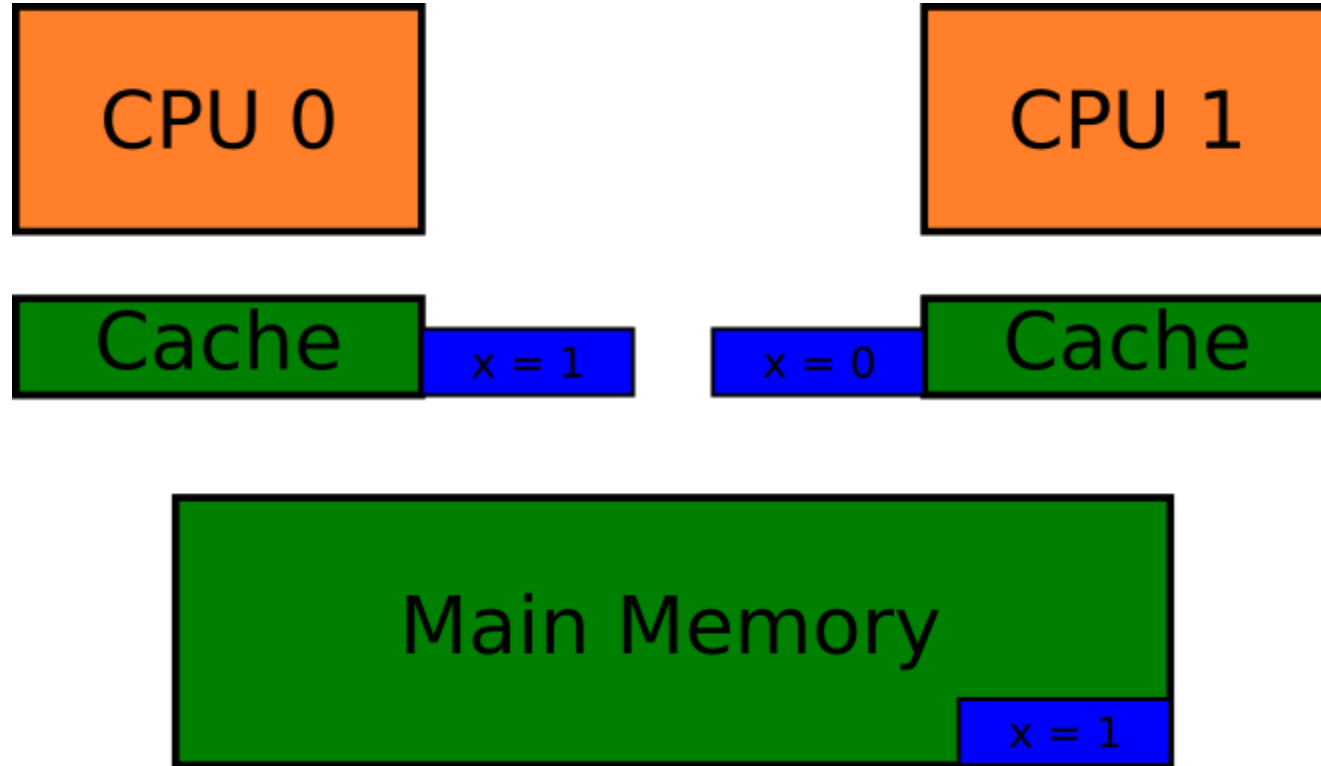 CPU 0
CPU 1
Cache
x = 1
x = 0
Cache
Main Memory
x = 1